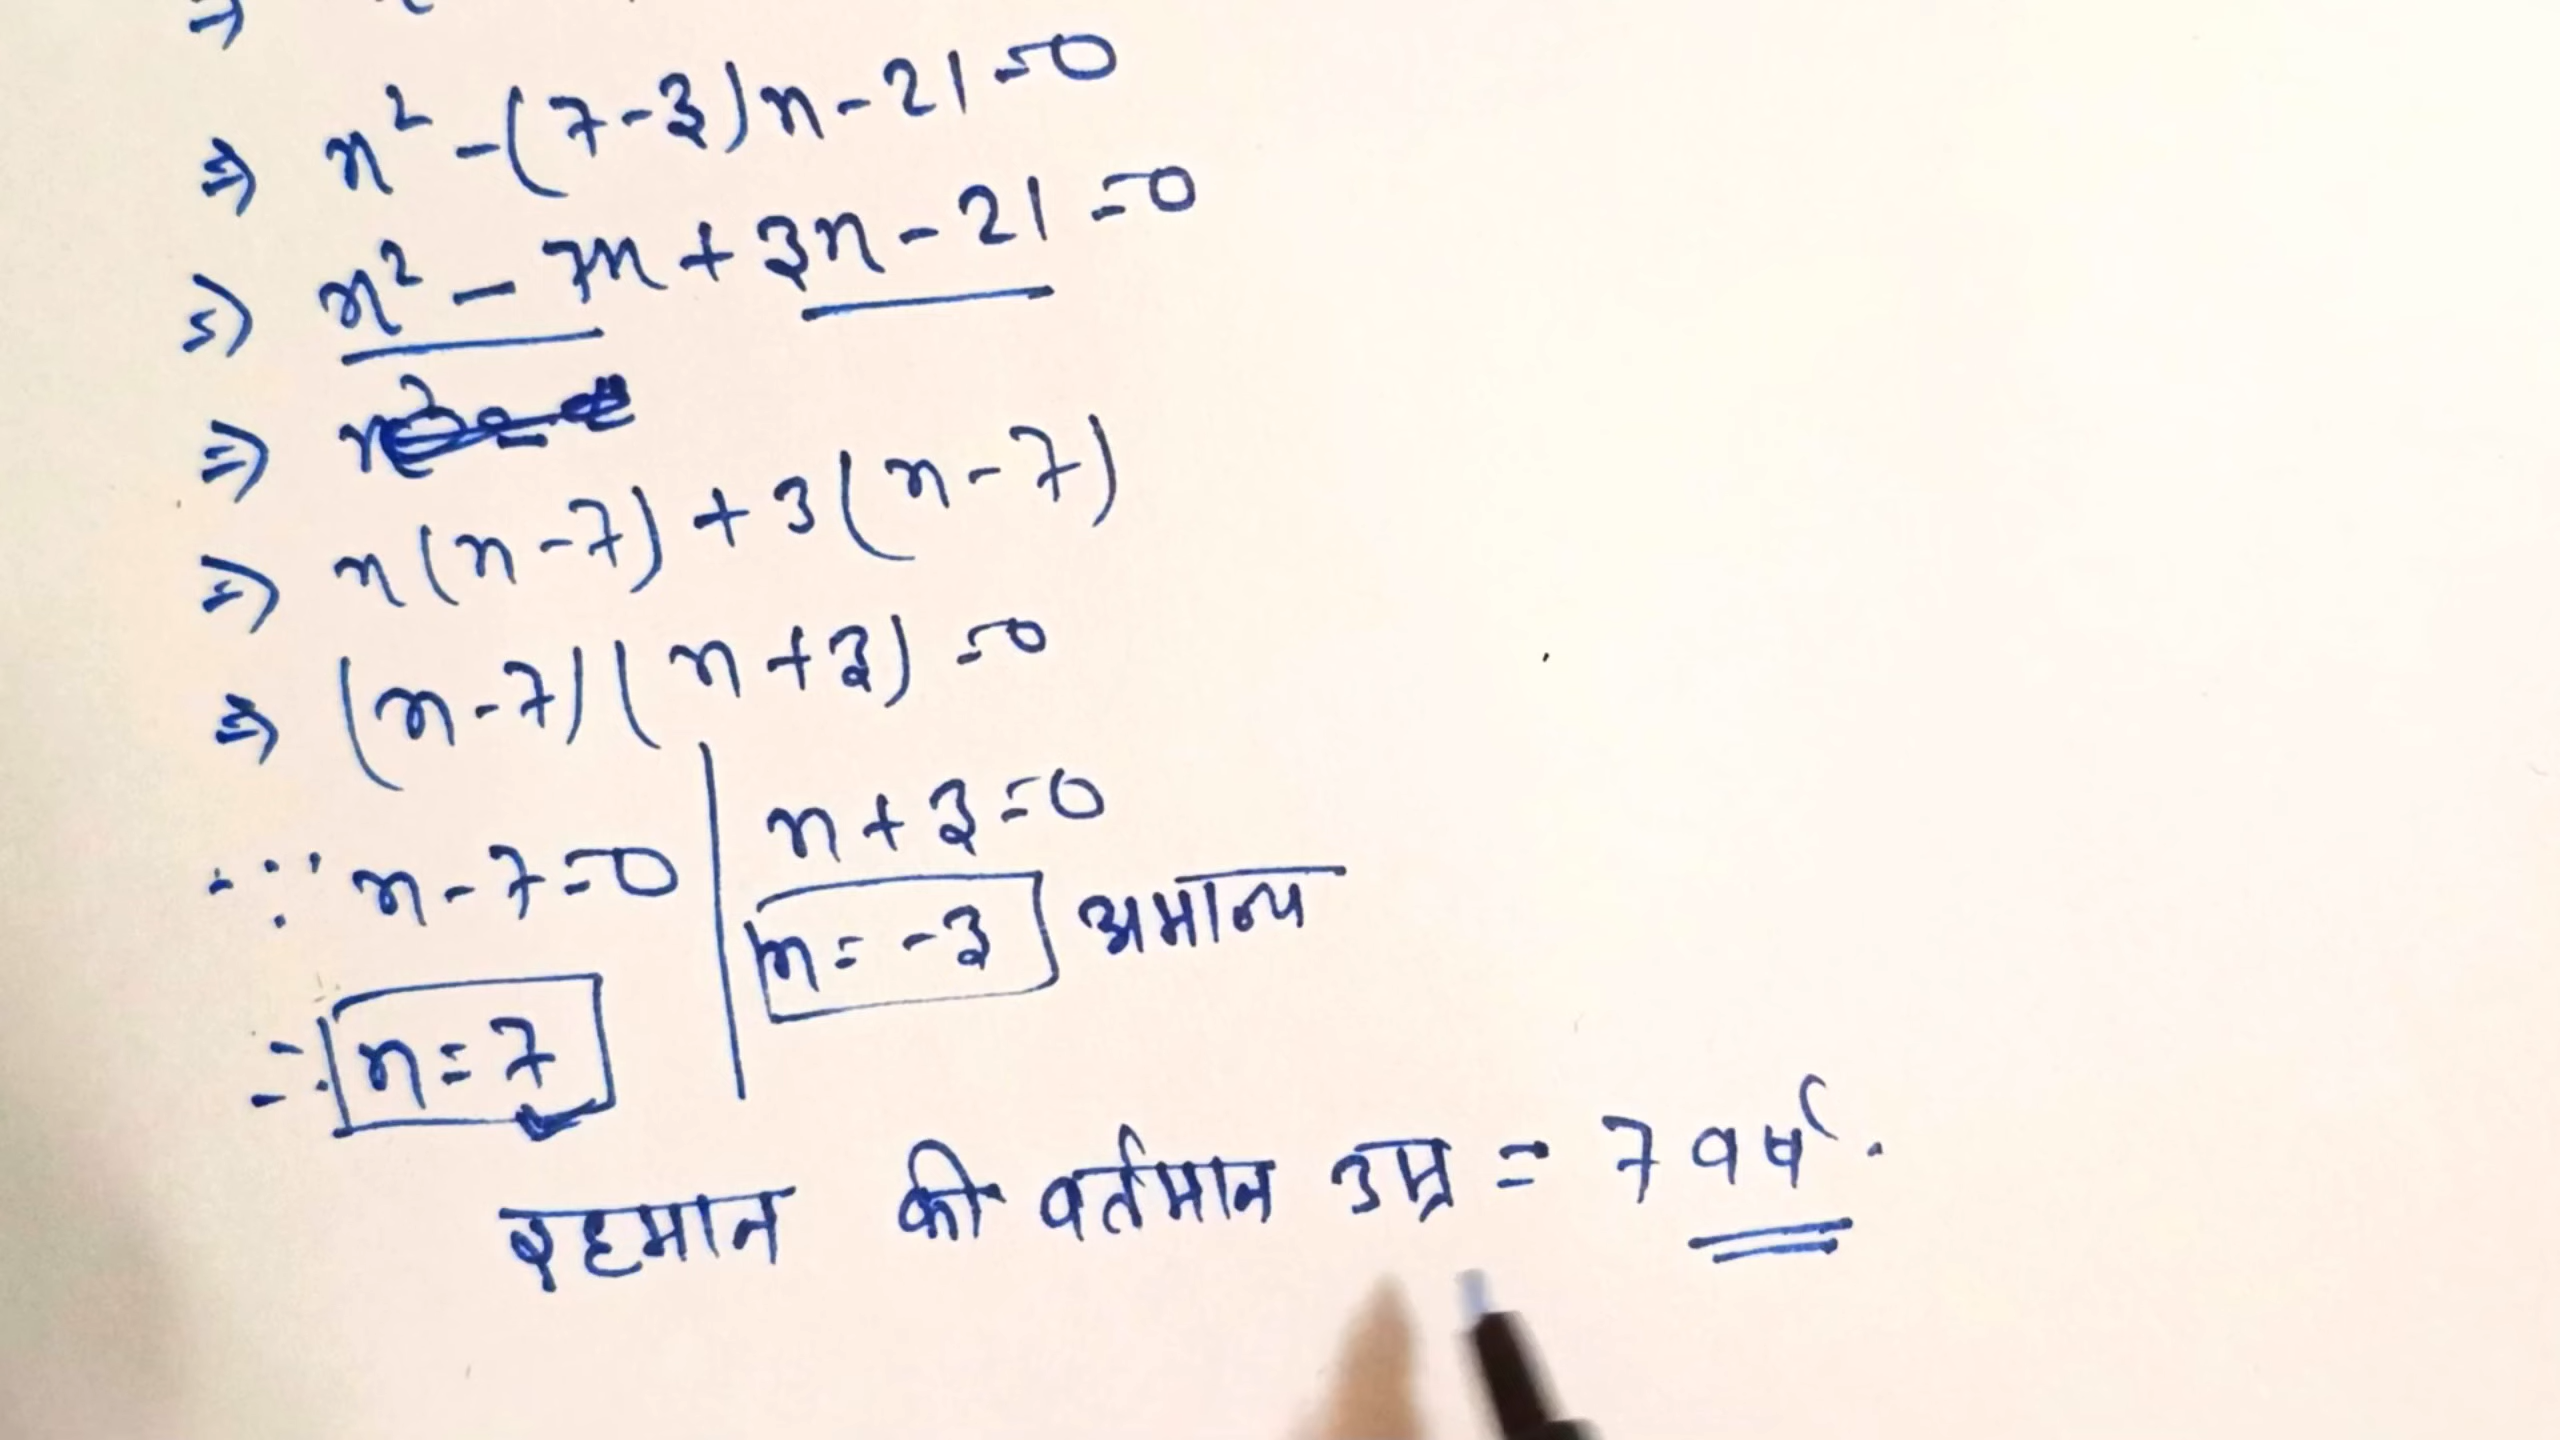 ⇒ x² - (7-3)x - 21 = 0
⇒ x² - 7x + 3x - 21 = 0
⇒
⇒ x(x-7) + 3(x-7)
⇒ (x-7)(x+3) = 0
∵ x - 7 = 0
x + 3 = 0
x = -3 अमान्य
x = 7
रहमान की वर्तमान उम्र = 7 वर्ष.